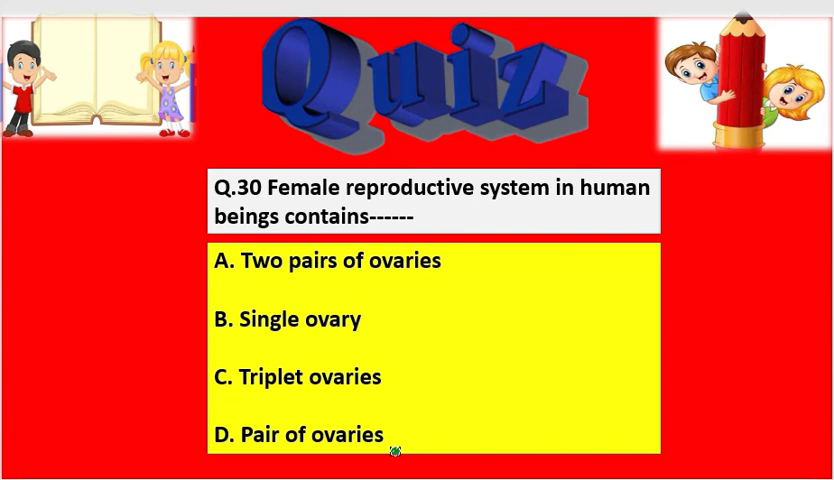 Quiz
Q.30 Female reproductive system in human
beings contains------
A. Two pairs of ovaries
B. Single ovary
C. Triplet ovaries
D. Pair of ovaries